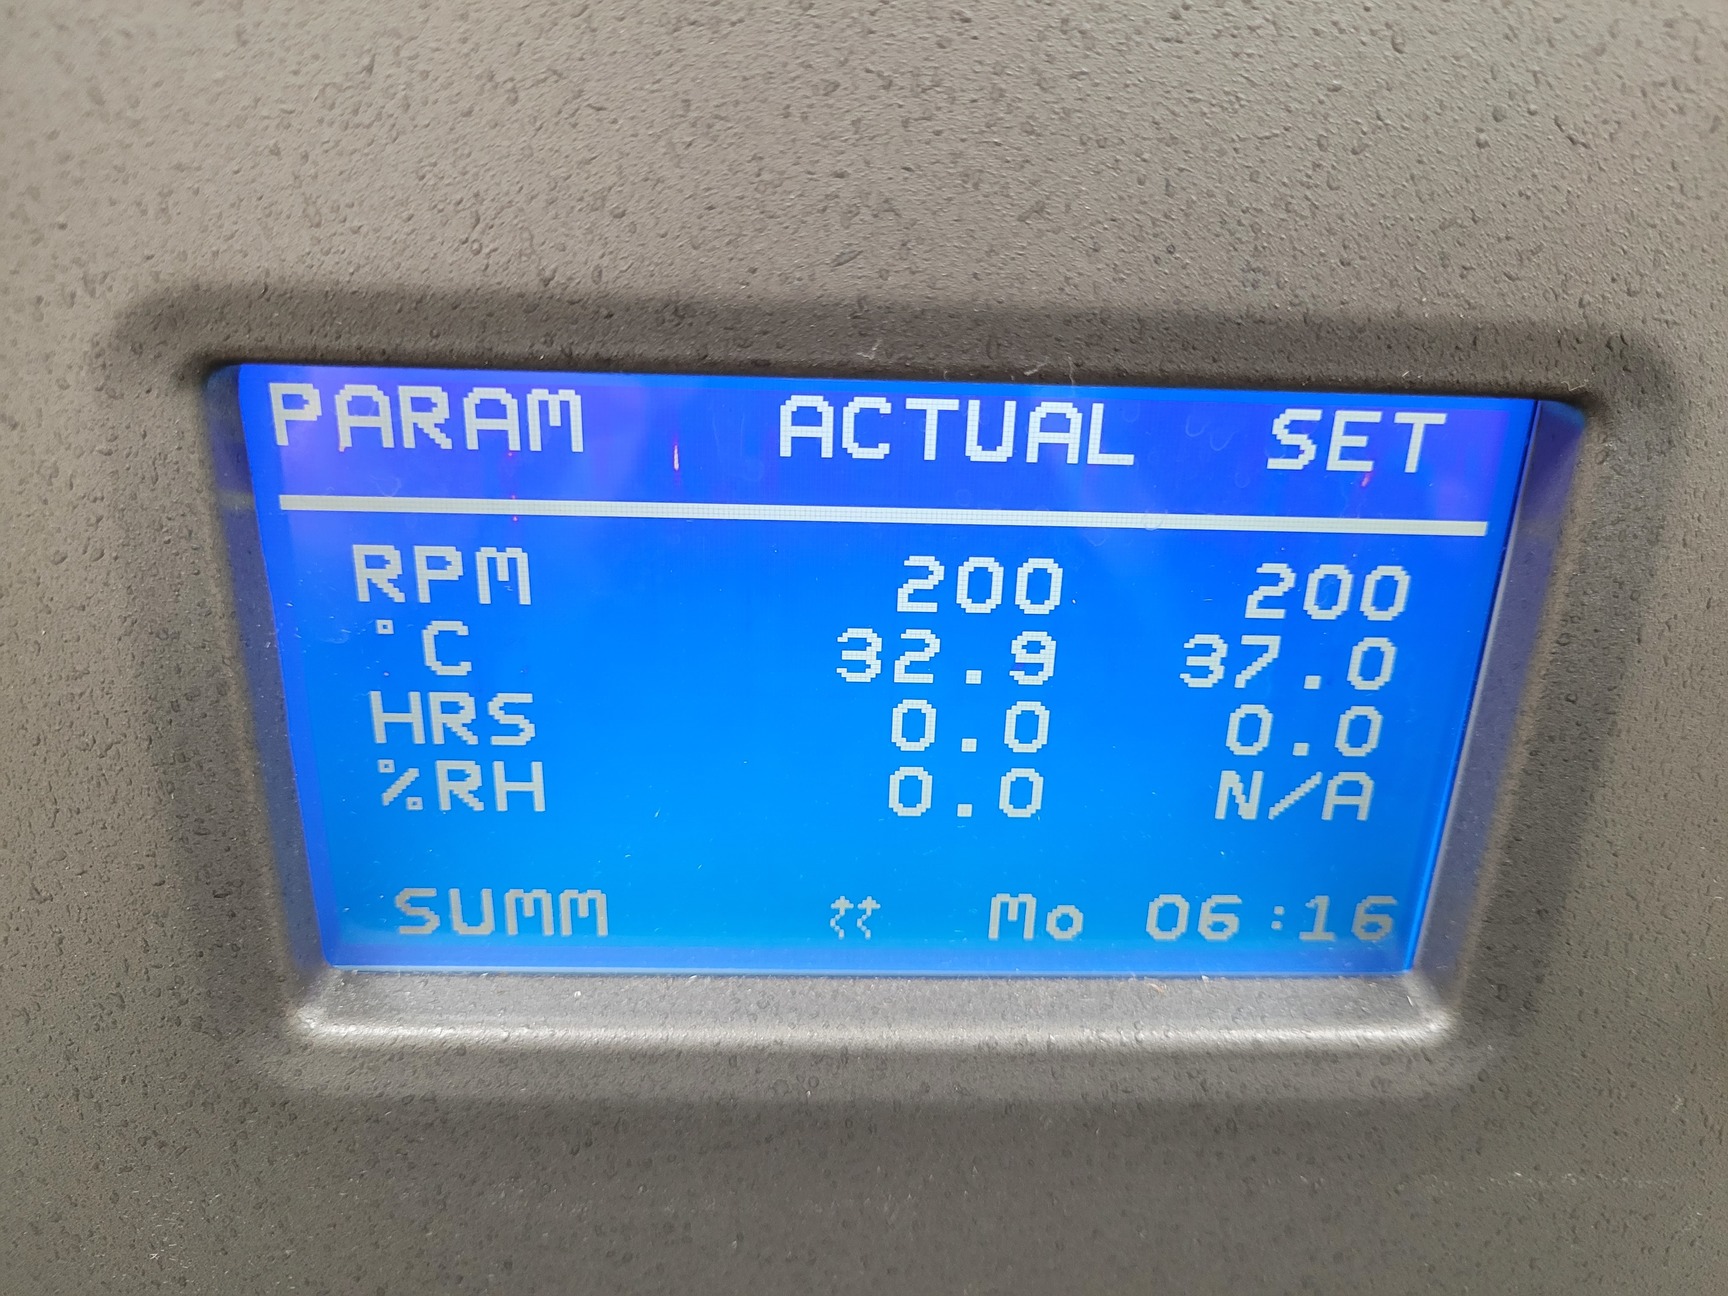 PARAM ACTUAL SET
RPM 200 200
°C 32.9 37.0
HRS 0.0 0.0
%RH 0.0 N/A
SUMM Mo 06:16